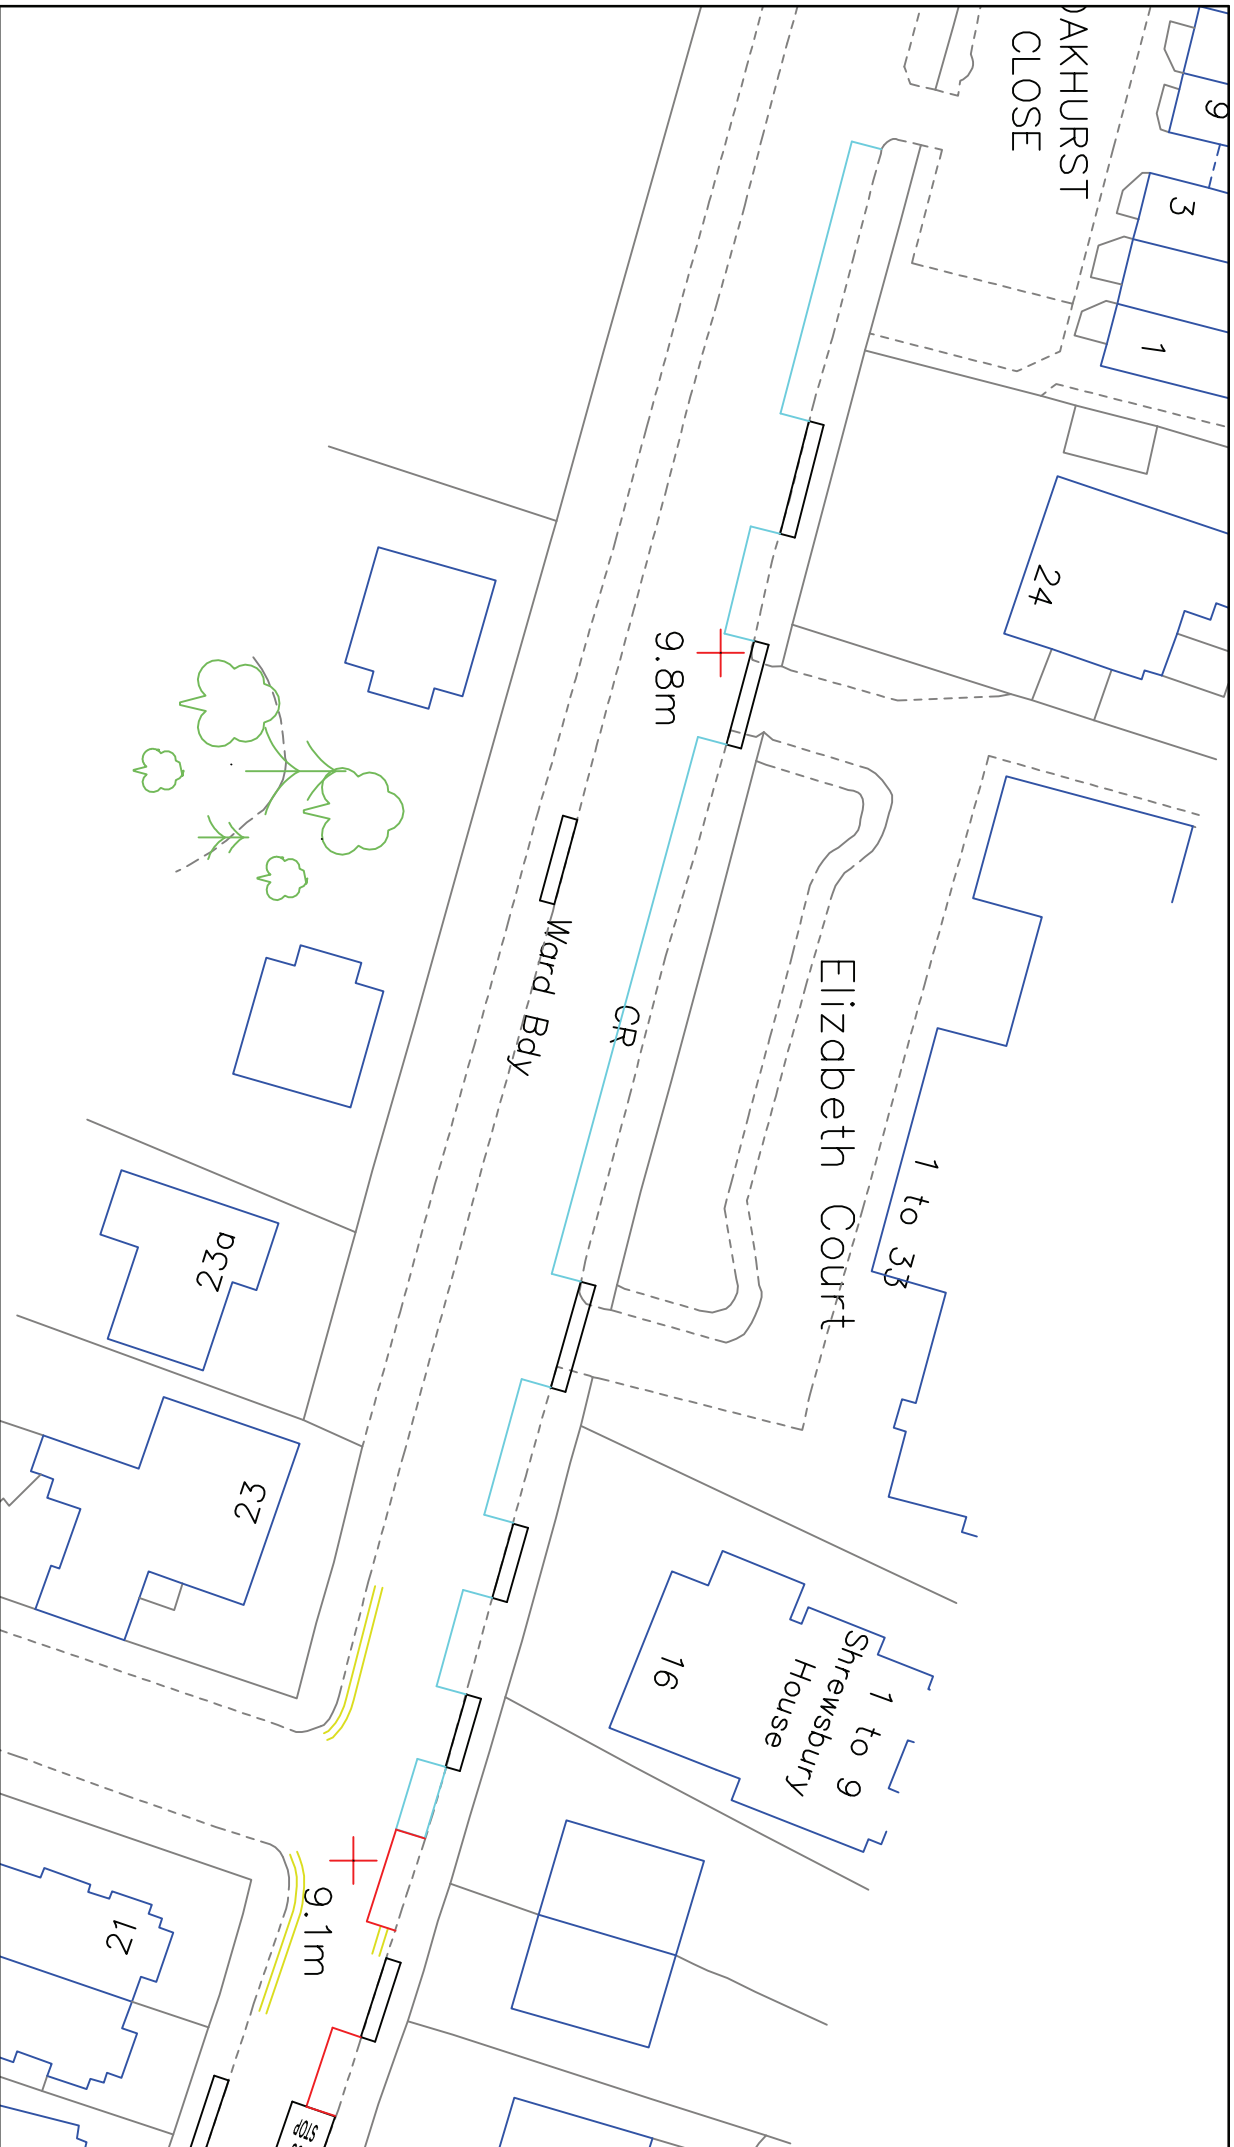 OAKHURST
CLOSE
9
3
1
24
9.8m
Ward Bdy
CR
Elizabeth Court
1 to 33
23a
23
16
1 to 9
Shrewsbury
House
21
9.1m
STOP